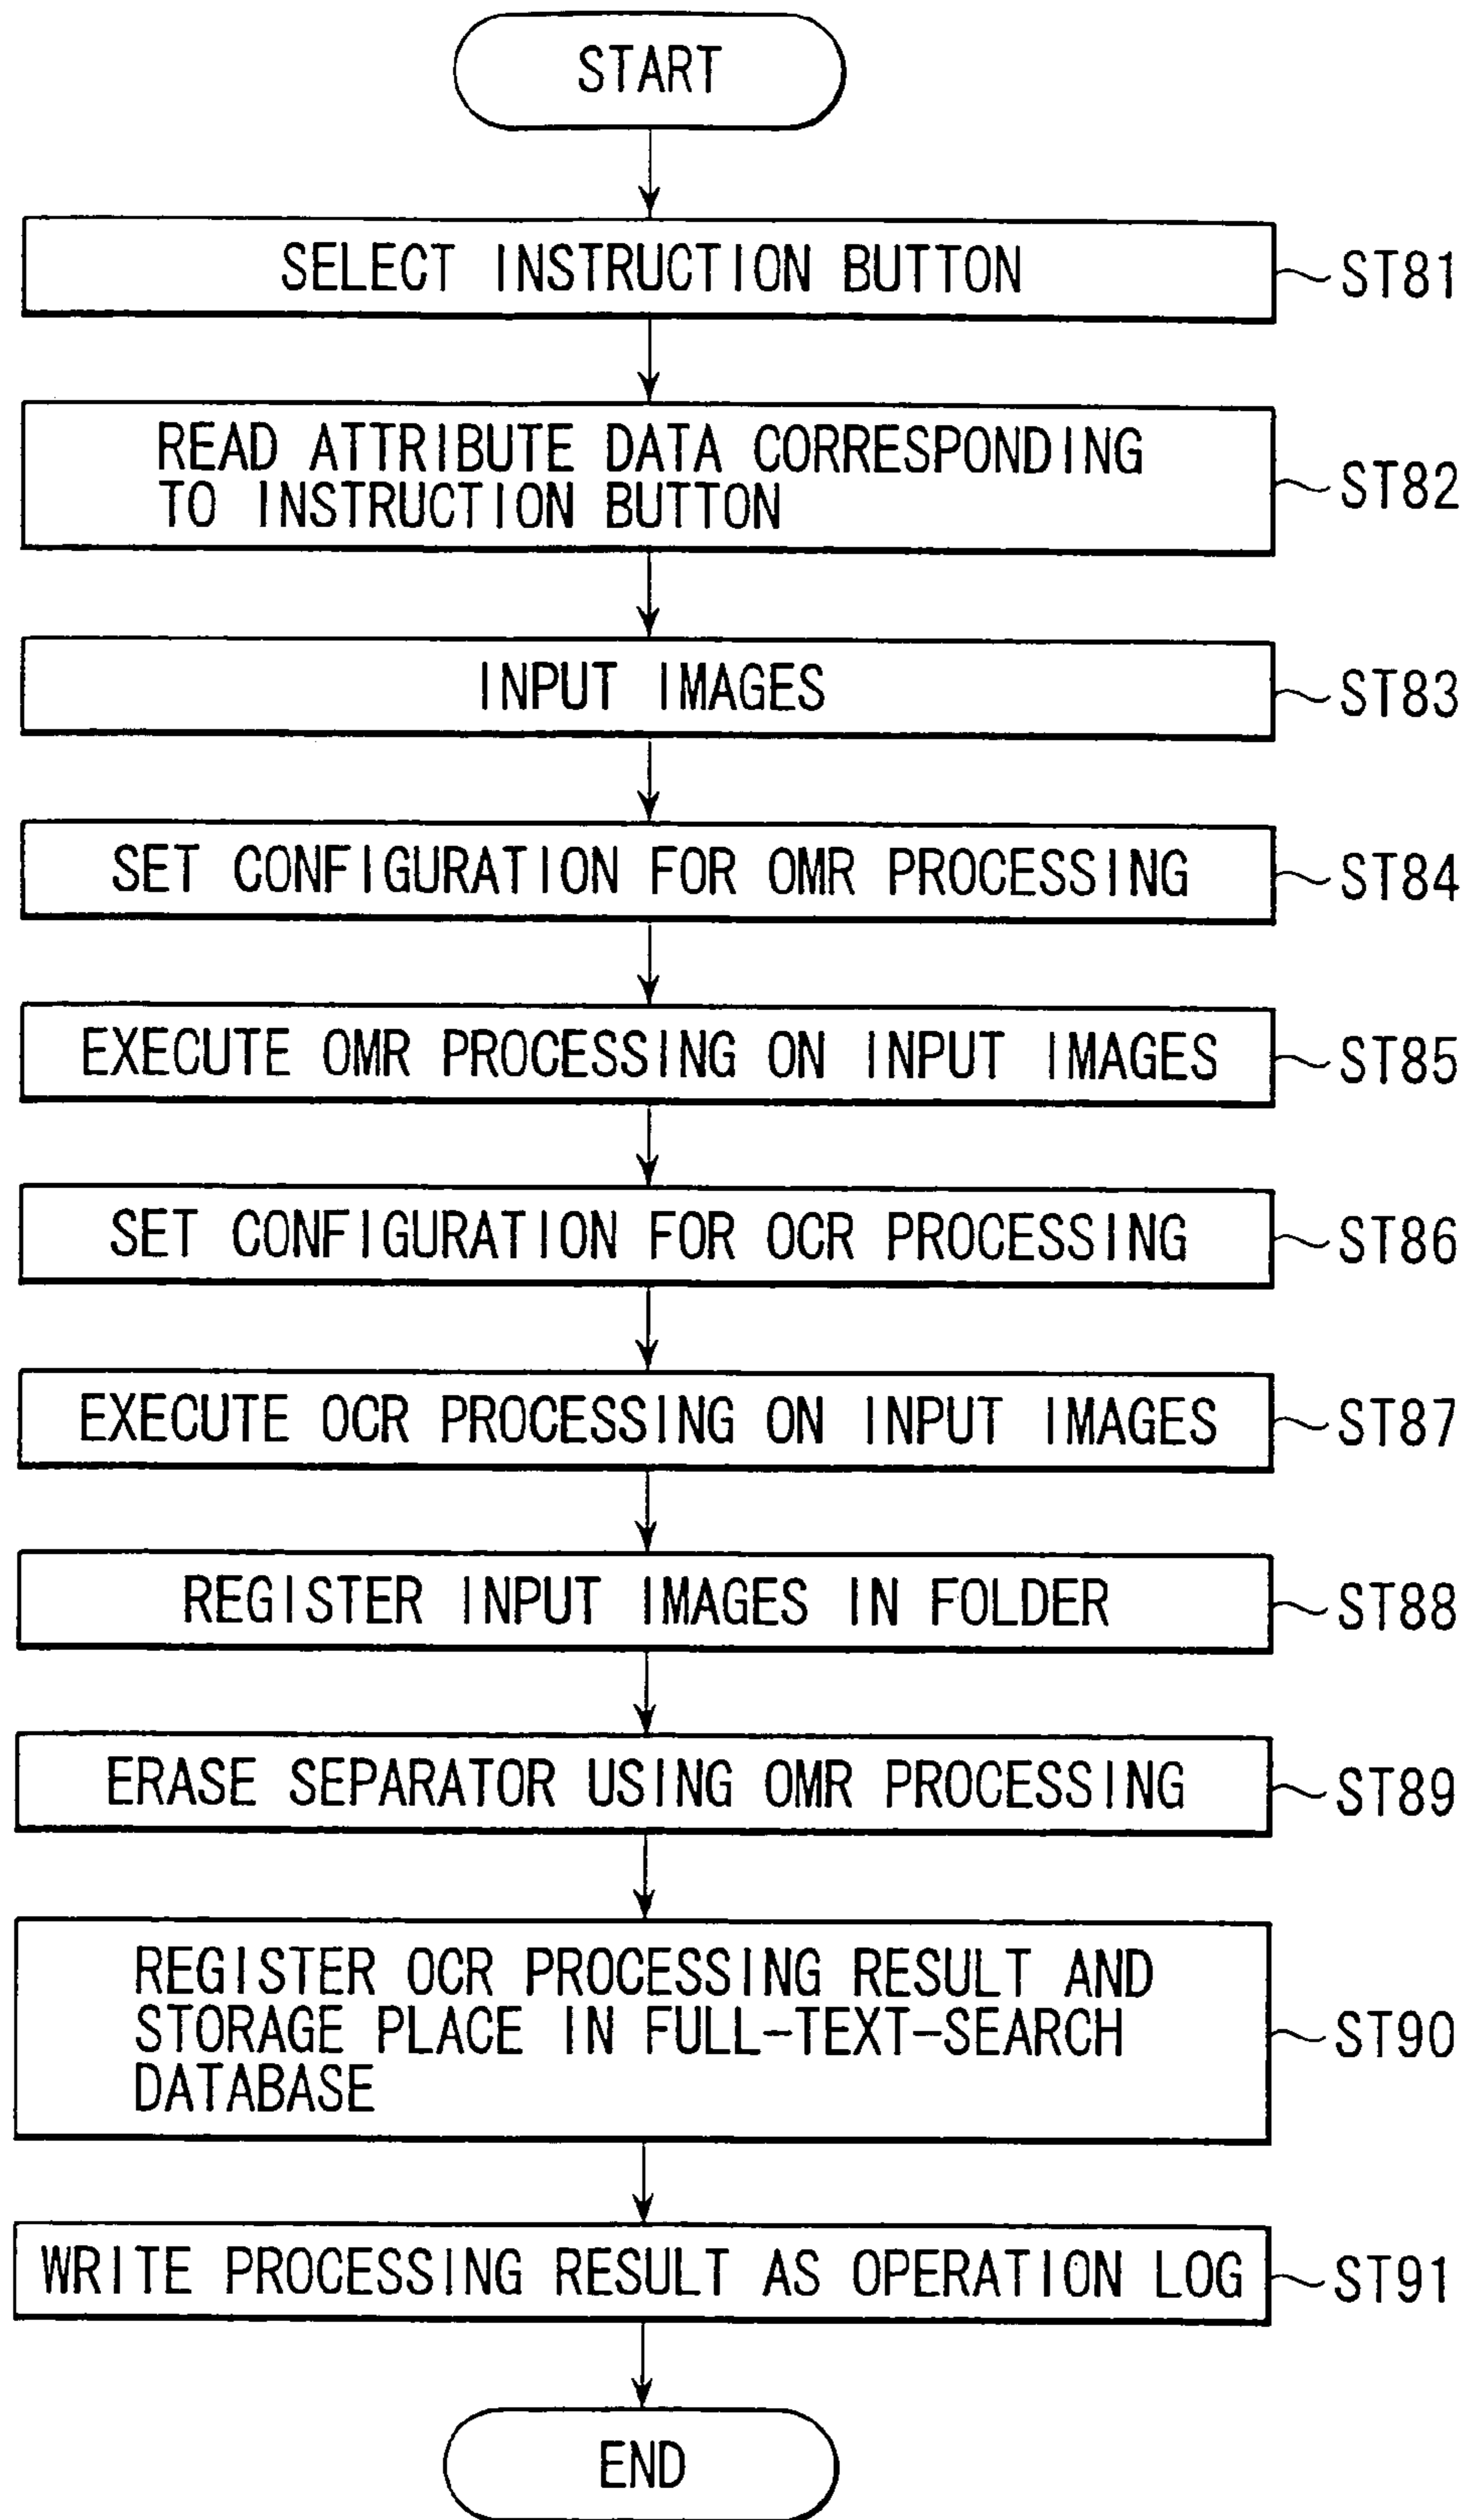 START
SELECT INSTRUCTION BUTTON
ST81
READ ATTRIBUTE DATA CORRESPONDING
TO INSTRUCTION BUTTON
ST82
INPUT IMAGES
ST83
SET CONFIGURATION FOR OMR PROCESSING
ST84
EXECUTE OMR PROCESSING ON INPUT IMAGES
ST85
SET CONFIGURATION FOR OCR PROCESSING
ST86
EXECUTE OCR PROCESSING ON INPUT IMAGES
ST87
REGISTER INPUT IMAGES IN FOLDER
ST88
ERASE SEPARATOR USING OMR PROCESSING
ST89
REGISTER OCR PROCESSING RESULT AND
STORAGE PLACE IN FULL-TEXT-SEARCH
DATABASE
ST90
WRITE PROCESSING RESULT AS OPERATION LOG
ST91
END